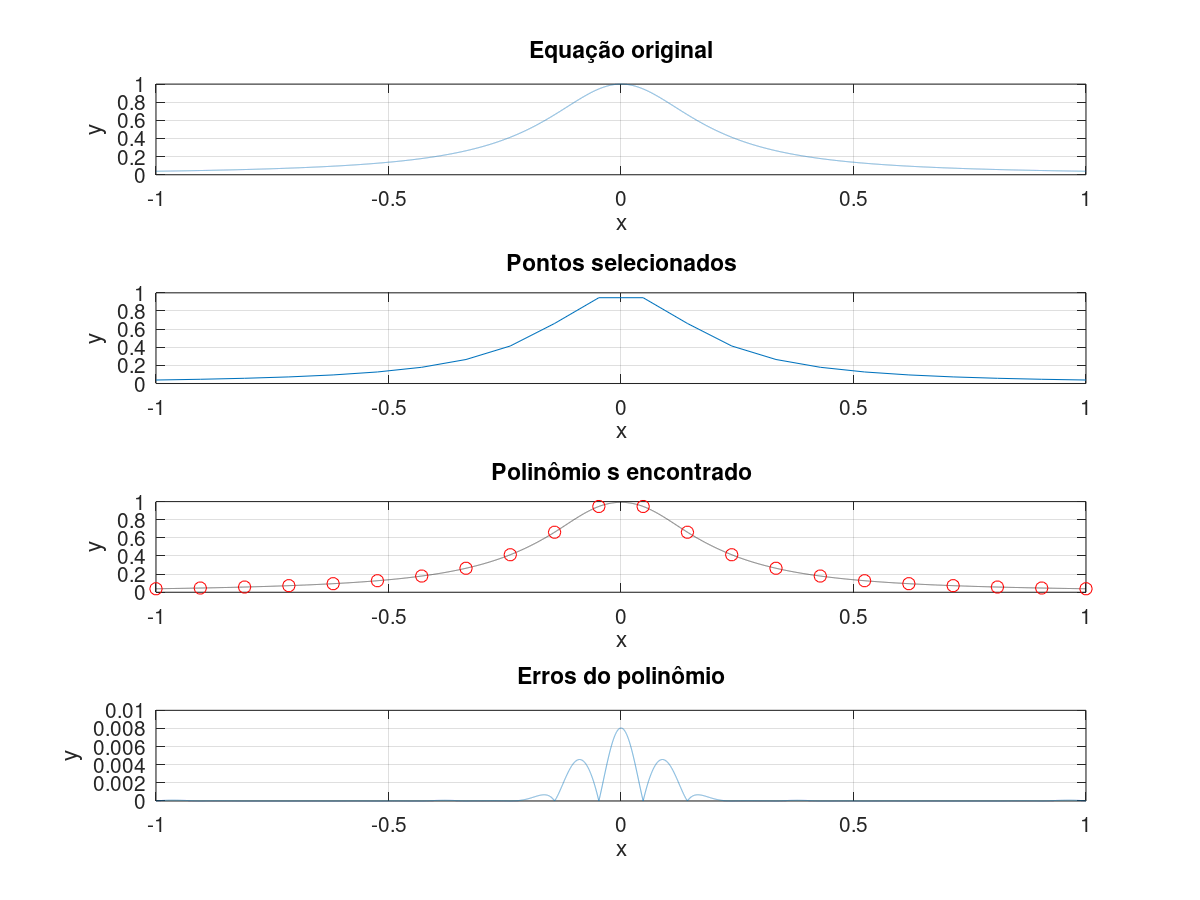 Equação original
1
0.8
0.6
0.4
0.2
0
y
-1 -0.5 0 0.5 1
x
Pontos selecionados
1
0.8
0.6
0.4
0.2
0
y
-1 -0.5 0 0.5 1
x
Polinômio s encontrado
1
0.8
0.6
0.4
0.2
0
y
-1 -0.5 0 0.5 1
x
Erros do polinômio
0.01
0.008
0.006
0.004
0.002
0
y
-1 -0.5 0 0.5 1
x